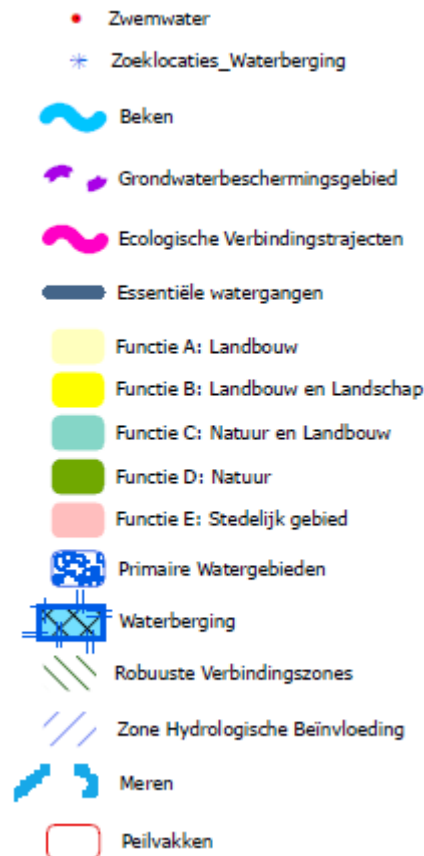 Zwemwater
Zoeklocaties_Waterberging
Beken
Grondwaterbeschermingsgebied
Ecologische Verbindingstrajecten
Essentiële watergangen
Functie A: Landbouw
Functie B: Landbouw en Landschap
Functie C: Natuur en Landbouw
Functie D: Natuur
Functie E: Stedelijk gebied
Primaire Watergebieden
Waterberging
Robuuste Verbindingszones
Zone Hydrologische Beïnvloeding
Meren
Peilvakken